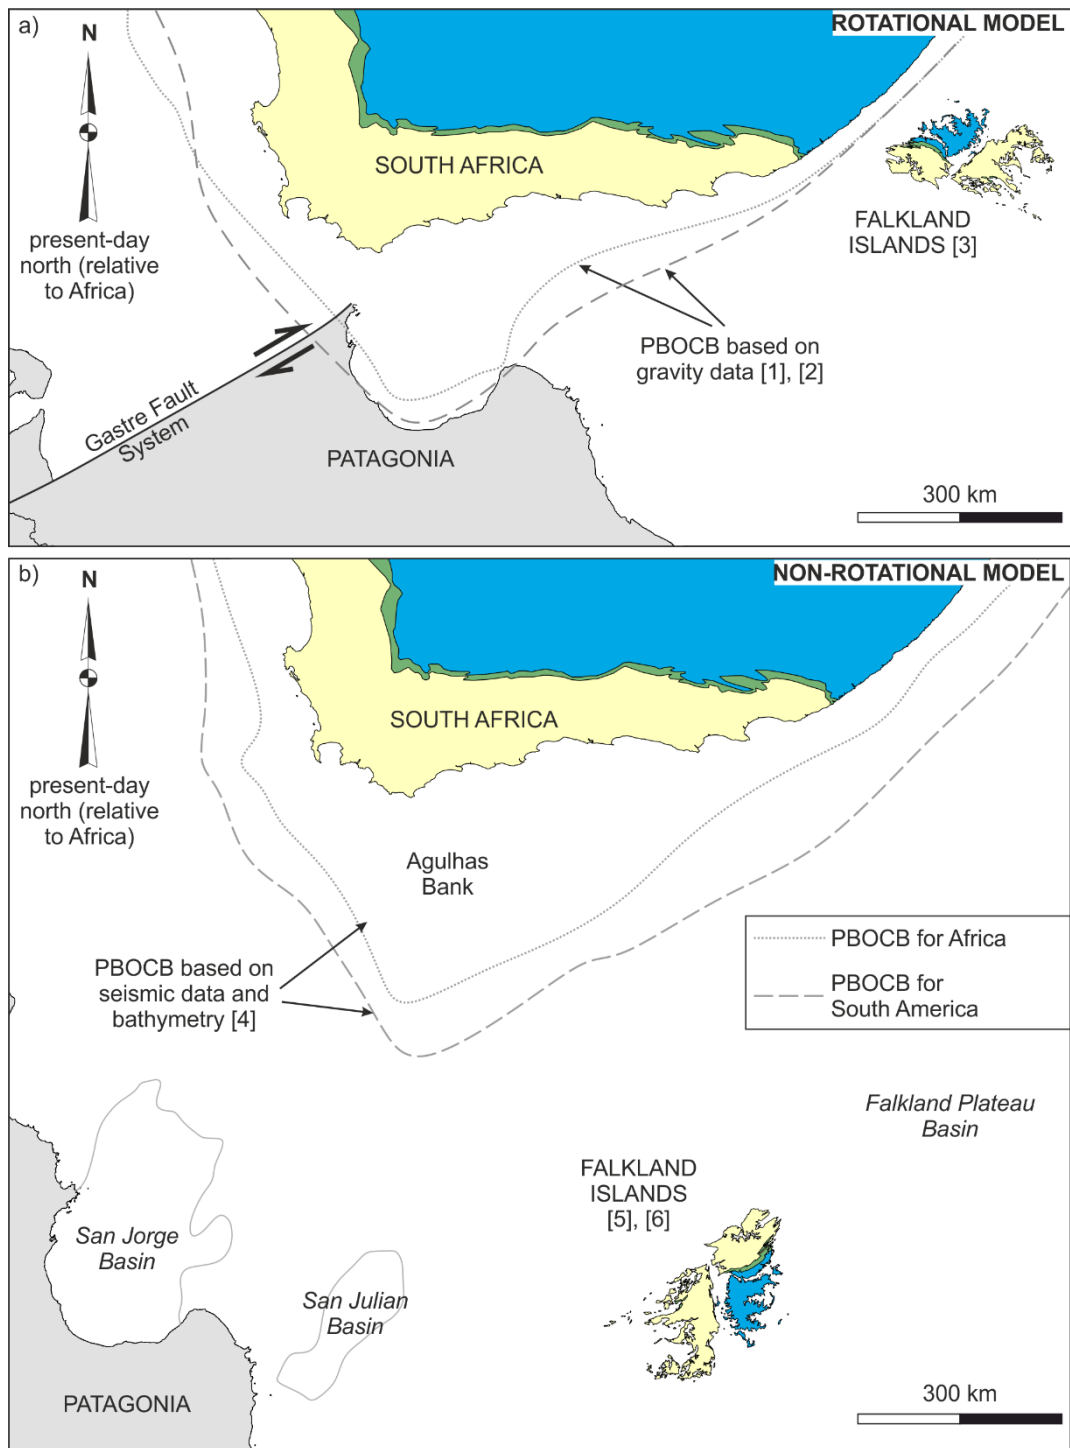 a)
ROTATIONAL MODEL
N
SOUTH AFRICA
present-day
north (relative
to Africa)
FALKLAND
ISLANDS [3]
PBOCB based on
gravity data [1], [2]
Gastre Fault
System
PATAGONIA
300 km
b)
NON-ROTATIONAL MODEL
N
SOUTH AFRICA
present-day
north (relative
to Africa)
Agulhas
Bank
PBOCB for Africa
PBOCB for
South America
PBOCB based on
seismic data and
bathymetry [4]
Falkland Plateau
Basin
FALKLAND
ISLANDS
[5], [6]
San Jorge
Basin
San Julian
Basin
PATAGONIA
300 km